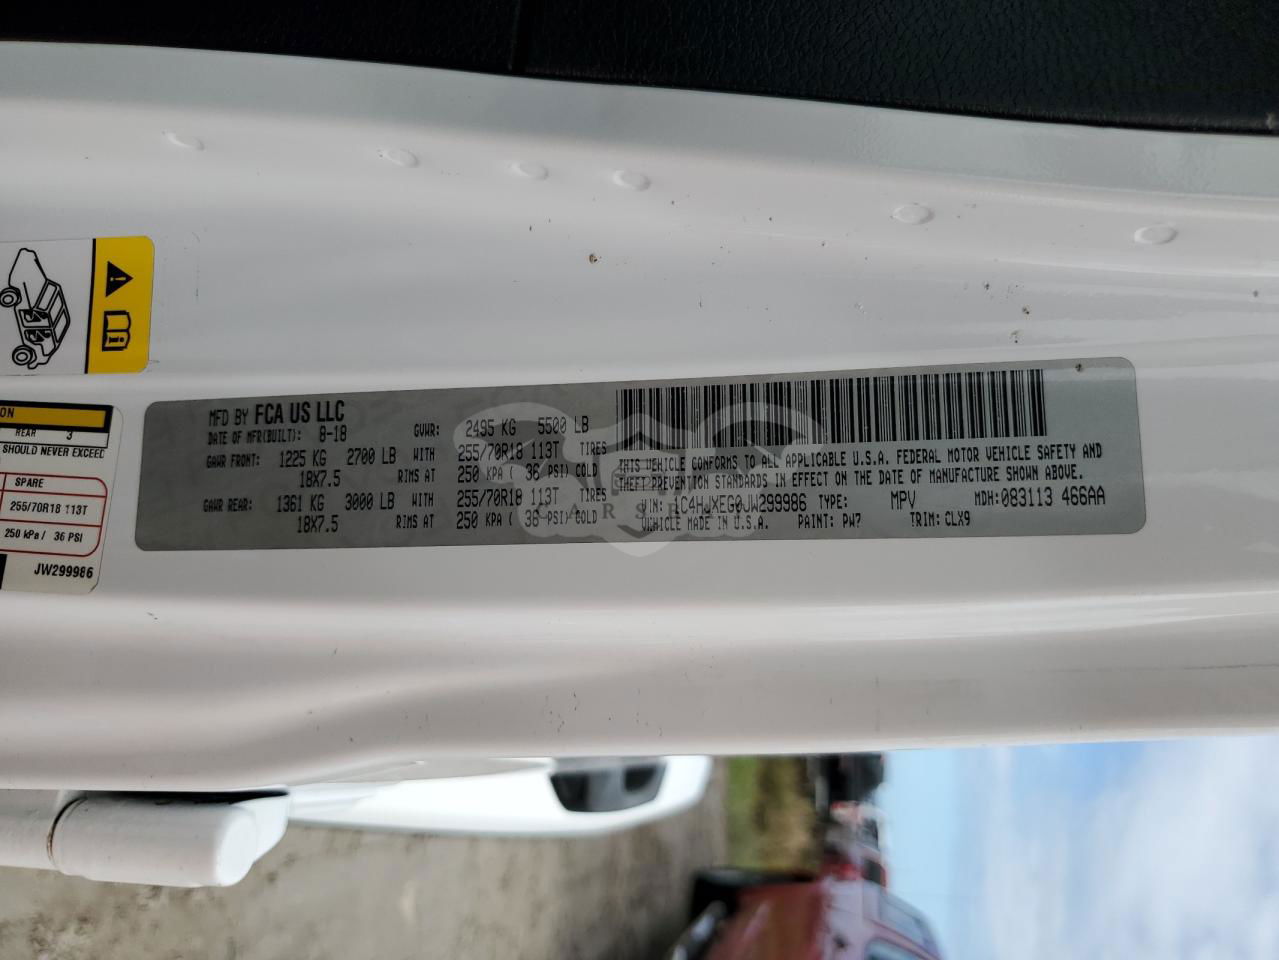 MFD BY FCA US LLC
DATE OF MFR(BUILT): 8-18 GVWR: 2495 KG 5500 LB
GAWR FRONT: 1225 KG 2700 LB WITH 255/70R18 113T TIRES
18X7.5 RIMS AT 250 KPA ( 36 PSI) COLD
GAWR REAR: 1361 KG 3000 LB WITH 255/70R18 113T TIRES
18X7.5 RIMS AT 250 KPA ( 36 PSI) COLD
THIS VEHICLE CONFORMS TO ALL APPLICABLE U.S.A. FEDERAL MOTOR VEHICLE SAFETY AND
THEFT PREVENTION STANDARDS IN EFFECT ON THE DATE OF MANUFACTURE SHOWN ABOVE.
VIN: 1C4HJXEG0JW299986 TYPE: MPV MDH: 083113 466AA
VEHICLE MADE IN U.S.A. PAINT: PW7 TRIM: CLX9
ON
REAR 3
SHOULD NEVER EXCEED
SPARE
255/70R18 113T
250 kPa / 36 PSI
JW299986